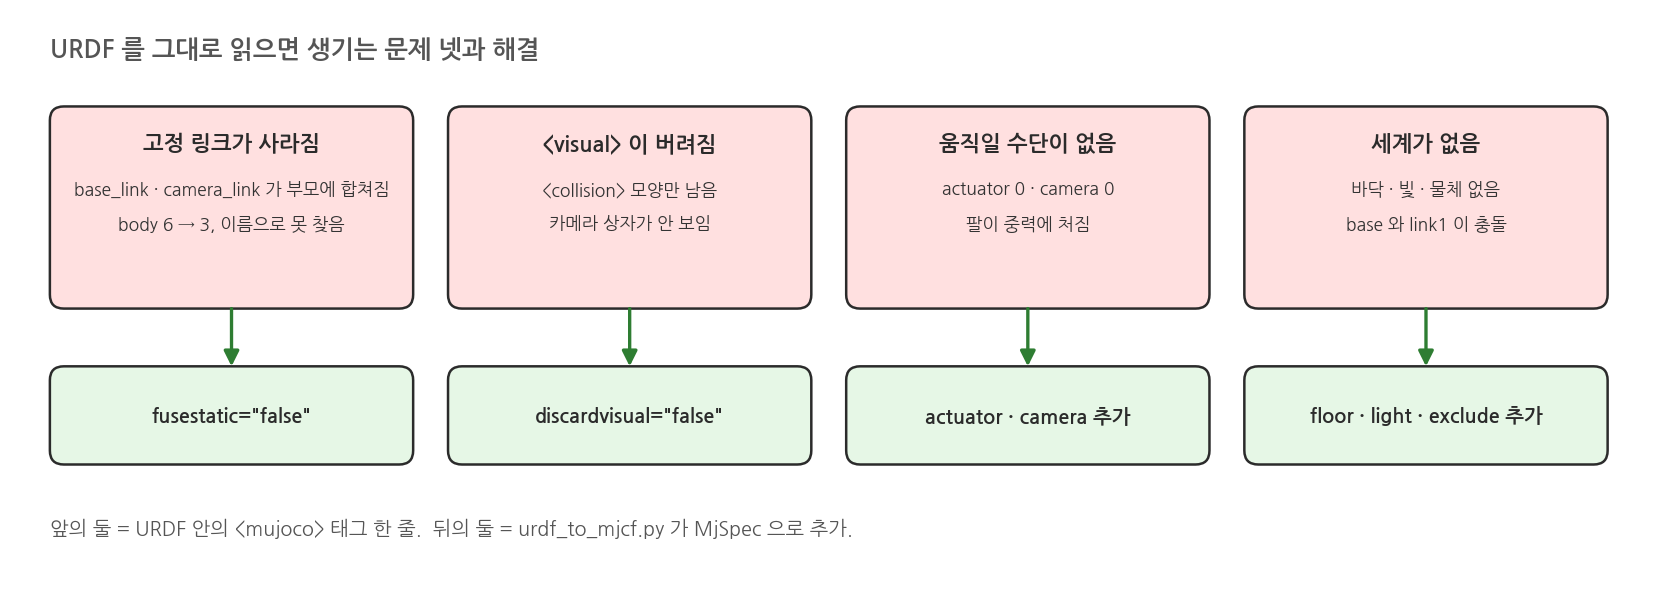 URDF 를 그대로 읽으면 생기는 문제 넷과 해결
고정 링크가 사라짐
base_link · camera_link 가 부모에 합쳐짐
body 6 → 3, 이름으로 못 찾음
<visual> 이 버려짐
<collision> 모양만 남음
카메라 상자가 안 보임
움직일 수단이 없음
actuator 0 · camera 0
팔이 중력에 처짐
세계가 없음
바닥 · 빛 · 물체 없음
base 와 link1 이 충돌
fusestatic="false"
discardvisual="false"
actuator · camera 추가
floor · light · exclude 추가
앞의 둘 = URDF 안의 <mujoco> 태그 한 줄.  뒤의 둘 = urdf_to_mjcf.py 가 MjSpec 으로 추가.